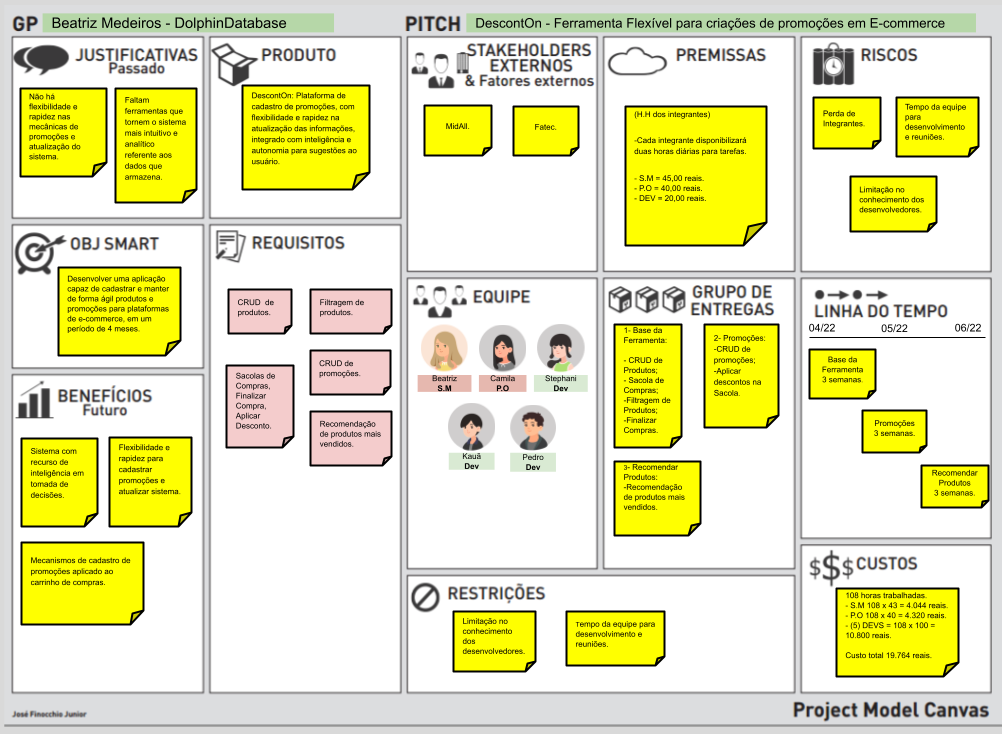 GP Beatriz Medeiros - DolphinDatabase
PITCH DescontOn - Ferramenta Flexível para criações de promoções em E-commerce
JUSTIFICATIVAS
Passado
Não há
flexibilidade e
rapidez nas
mecânicas de
promoções e
atualização do
sistema.
Faltam
ferramentas que
tornem o sistema
mais intuitivo e
analítico
referente aos
dados que
armazena.
PRODUTO
DescontOn: Plataforma de
cadastro de promoções, com
flexibilidade e rapidez na
atualização das informações,
integrado com inteligência e
autonomia para sugestões ao
usuário.
STAKEHOLDERS
EXTERNOS
& Fatores externos
MidAll.
Fatec.
PREMISSAS
(H.H dos integrantes)
-Cada integrante disponibilizará
duas horas diárias para tarefas.
- S.M = 45,00 reais.
- P.O = 40,00 reais.
- DEV = 20,00 reais.
RISCOS
Perda de
Integrantes.
Tempo da equipe
para
desenvolvimento
e reuniões.
Limitação no
conhecimento dos
desenvolvedores.
OBJ SMART
Desenvolver uma aplicação
capaz de cadastrar e manter
de forma ágil produtos e
promoções para plataformas
de e-commerce, em um
período de 4 meses.
REQUISITOS
CRUD de
produtos.
Filtragem de
produtos.
Sacolas de
Compras,
Finalizar
Compra,
Aplicar
Desconto.
CRUD de
promoções.
Recomendação
de produtos mais
vendidos.
EQUIPE
Beatriz
S.M
Camila
P.O
Stephani
Dev
Kauã
Dev
Pedro
Dev
GRUPO DE
ENTREGAS
1- Base da
Ferramenta:
- CRUD de
Produtos;
- Sacola de
Compras;
-Filtragem de
Produtos;
-Finalizar
Compras.
2- Promoções:
-CRUD de
promoções;
-Aplicar
descontos na
Sacola.
3- Recomendar
Produtos:
-Recomendação
de produtos mais
vendidos.
LINHA DO TEMPO
04/22 05/22 06/22
Base da
Ferramenta
3 semanas.
Promoções
3 semanas.
Recomendar
Produtos
3 semanas.
BENEFÍCIOS
Futuro
Sistema com
recurso de
inteligência em
tomada de
decisões.
Flexibilidade e
rapidez para
cadastrar
promoções e
atualizar sistema.
Mecanismos de cadastro de
promoções aplicado ao
carrinho de compras.
RESTRIÇÕES
Limitação no
conhecimento
dos
desenvolvedores.
Tempo da equipe para
desenvolvimento e
reuniões.
$$$ CUSTOS
108 horas trabalhadas.
- S.M 108 x 43 = 4.044 reais.
- P.O 108 x 40 = 4.320 reais.
- (5) DEVS = 108 x 100 =
10.800 reais.
Custo total 19.764 reais.
José Finocchio Junior
Project Model Canvas